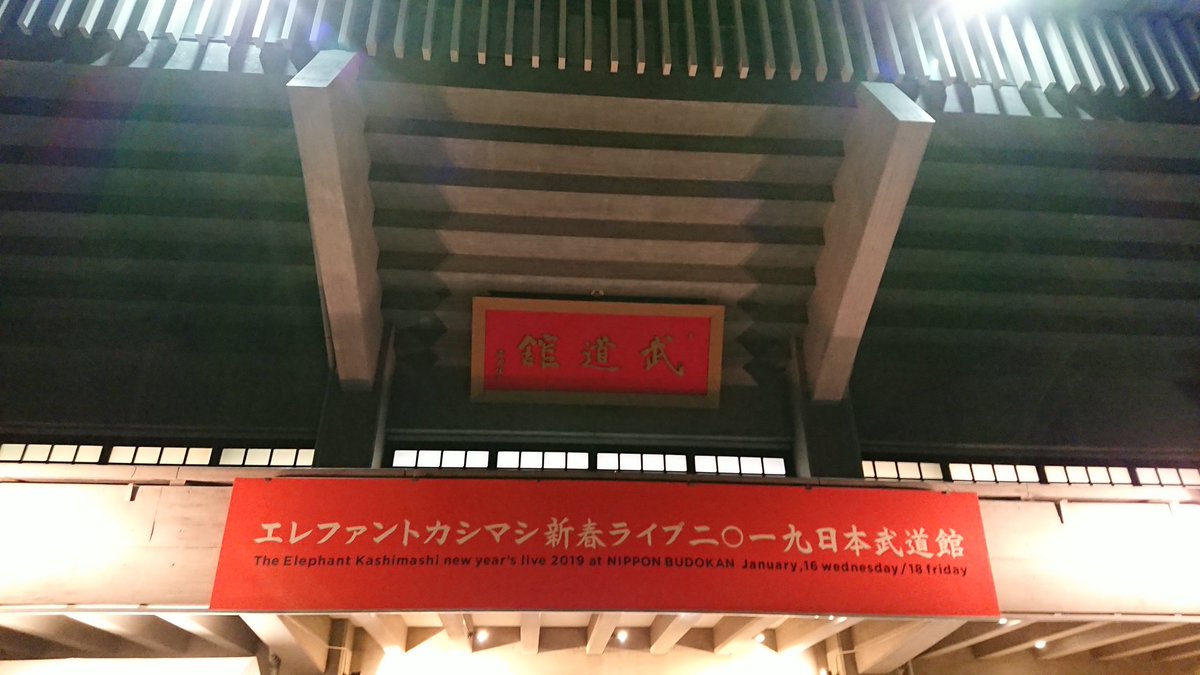 武道館
エレファントカシマシ新春ライブ二〇一九日本武道館
The Elephant Kashimashi new year's live 2019 at NIPPON BUDOKAN January,16 wednesday/18 friday